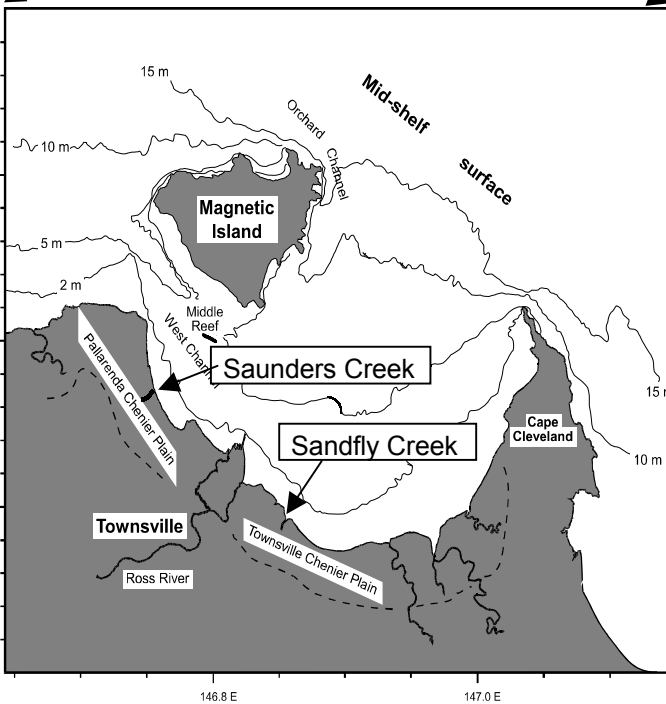 15 m
Mid-shelf
surface
Orchard
Channel
10 m
Magnetic
Island
5 m
2 m
Middle
Reef
West Chann
Saunders Creek
Pallarenda Chenier Plain
15 m
Cape
Cleveland
Sandfly Creek
10 m
Townsville
Townsville Chenier Plain
Ross River
146.8 E
147.0 E